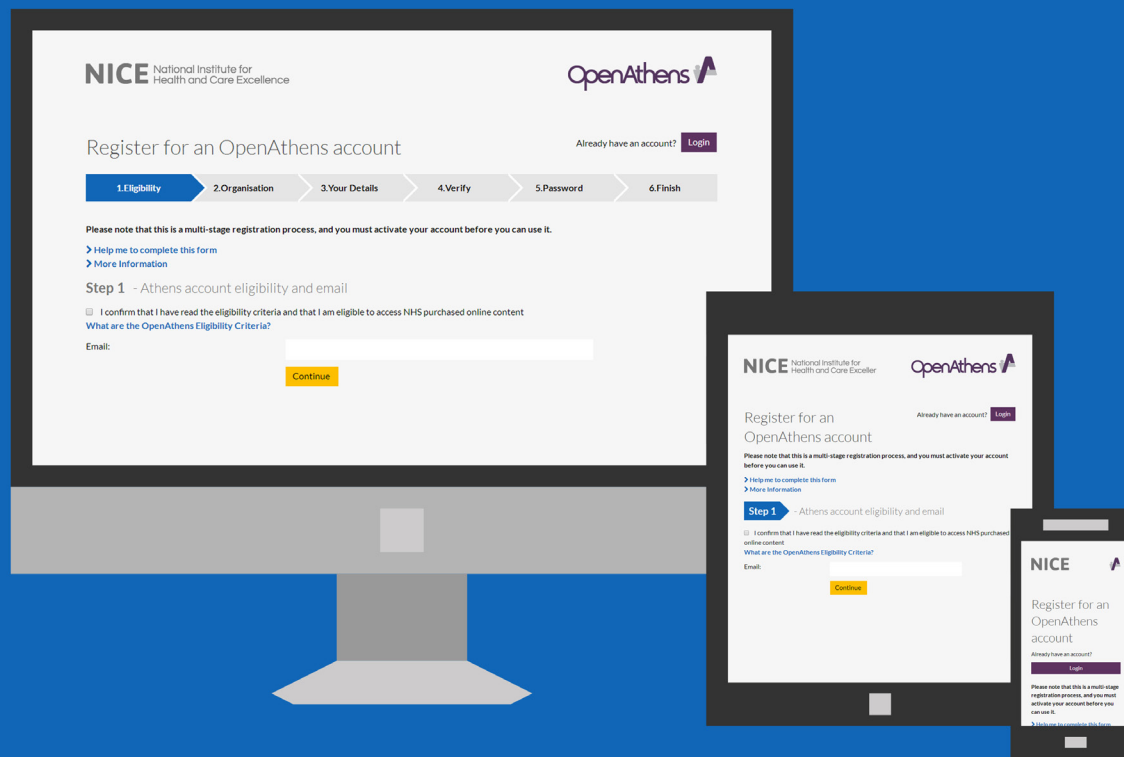 NICE National Institute for
Health and Care Excellence
OpenAthens
Register for an OpenAthens account
Already have an account? Login
1.Eligibility 2.Organisation 3.Your Details 4.Verify 5.Password 6.Finish
Please note that this is a multi-stage registration process, and you must activate your account before you can use it.
Help me to complete this form
More Information
Step 1 - Athens account eligibility and email
I confirm that I have read the eligibility criteria and that I am eligible to access NHS purchased online content
What are the OpenAthens Eligibility Criteria?
Email:
Continue
NICE National Institute for
Health and Care Exceller
OpenAthens
Register for an
OpenAthens account
Already have an account? Login
Please note that this is a multi-stage registration process, and you must activate your account
before you can use it.
Help me to complete this form
More Information
Step 1 - Athens account eligibility and email
I confirm that I have read the eligibility criteria and that I am eligible to access NHS purchased
online content
What are the OpenAthens Eligibility Criteria?
Email:
Continue
NICE
Register for an
OpenAthens
account
Already have an account?
Login
Please note that this is a multi-stage
registration process, and you must
activate your account before you
can use it.
Help me to complete this form